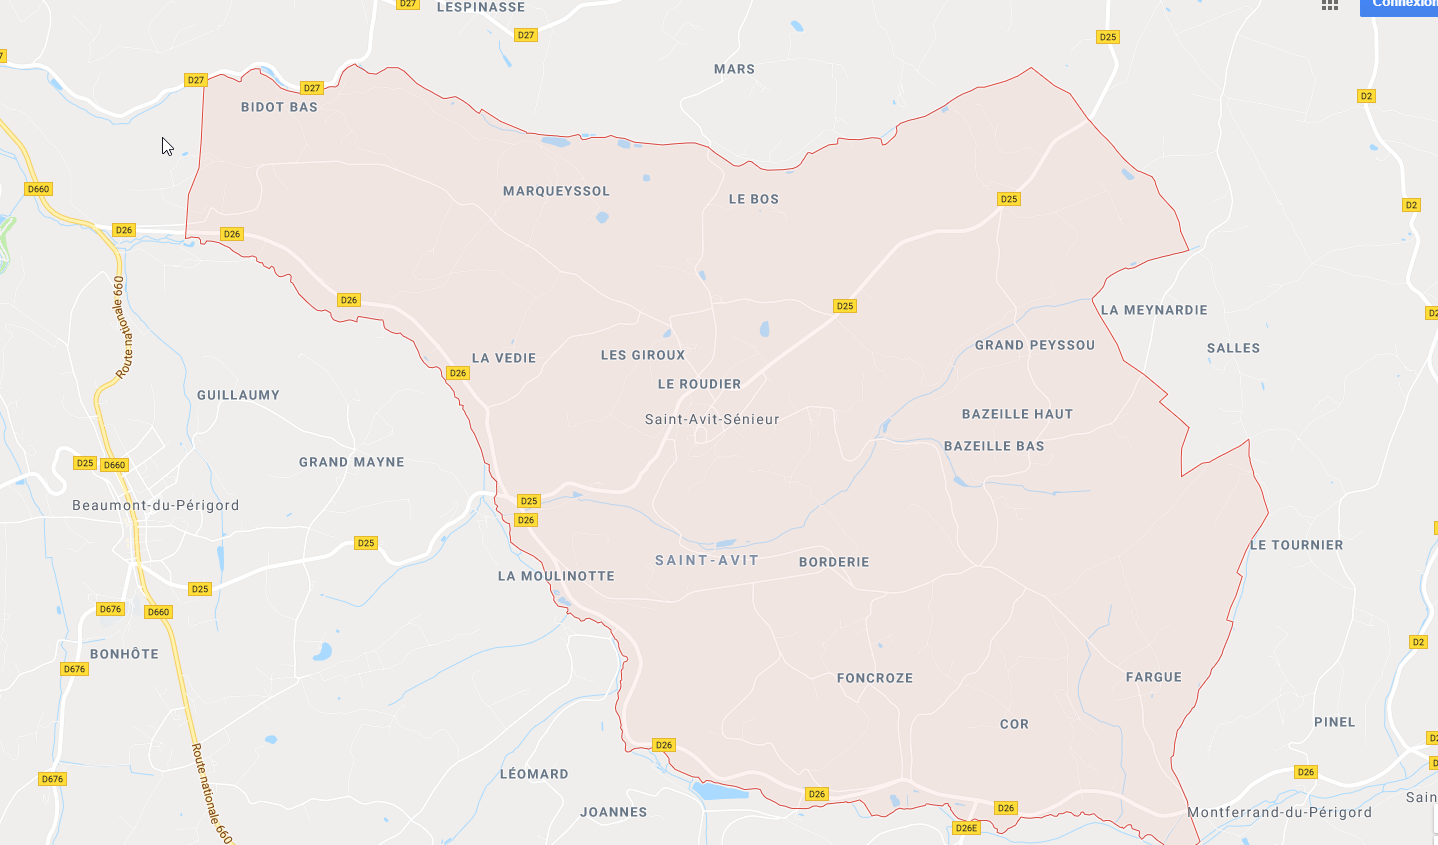 D27
LESPINASSE
Connexion
D27
D25
MARS
D27
D27
D2
BIDOT BAS
D660
MARQUEYSSOL
LE BOS
D25
D2
D26
D26
D26
D25
LA MEYNARDIE
Route nationale 660
LA VEDIE
LES GIROUX
GRAND PEYSSOU
SALLES
D26
LE ROUDIER
GUILLAUMY
Saint-Avit-Sénieur
BAZEILLE HAUT
BAZEILLE BAS
D25
D660
GRAND MAYNE
Beaumont-du-Périgord
D25
D26
D25
LE TOURNIER
SAINT-AVIT
BORDERIE
LA MOULINOTTE
D25
D676
D660
D2
BONHÔTE
D676
FONCROZE
FARGUE
COR
PINEL
D26
Route nationale 660
D676
LÉOMARD
D26
D26
D26
JOANNES
Montferrand-du-Périgord
D26E